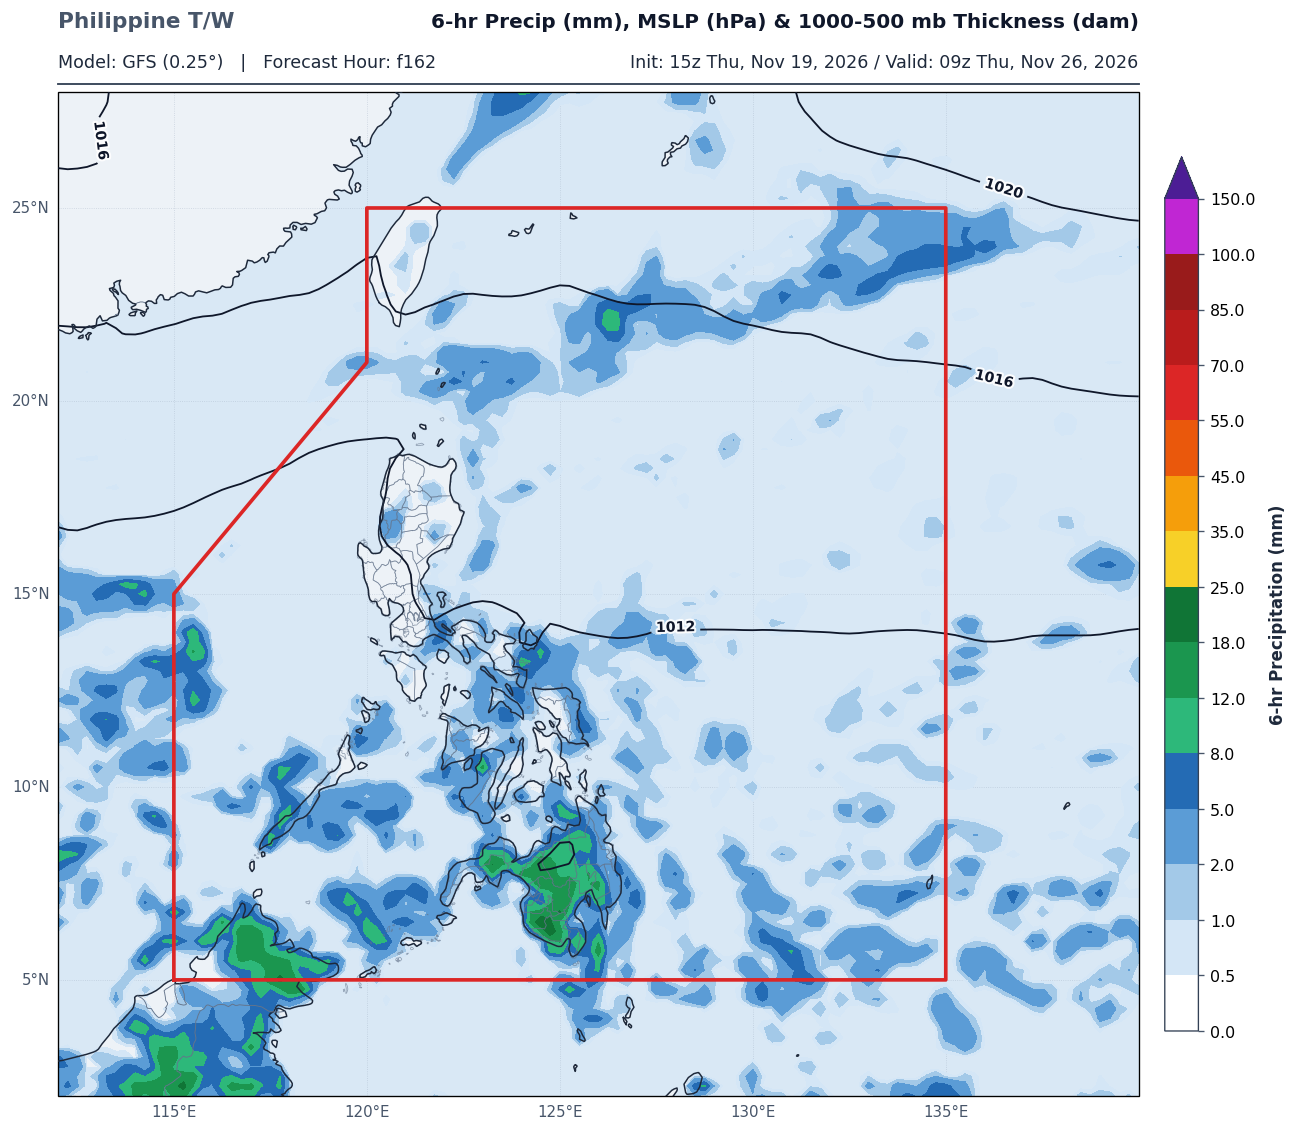 Philippine T/W
6-hr Precip (mm), MSLP (hPa) & 1000-500 mb Thickness (dam)
Model: GFS (0.25°) | Forecast Hour: f162
Init: 15z Thu, Nov 19, 2026 / Valid: 09z Thu, Nov 26, 2026
1016
1020
1016
1012
25°N
20°N
15°N
10°N
5°N
115°E
120°E
125°E
130°E
135°E
150.0
100.0
85.0
70.0
55.0
45.0
35.0
25.0
18.0
12.0
8.0
5.0
2.0
1.0
0.5
0.0
6-hr Precipitation (mm)